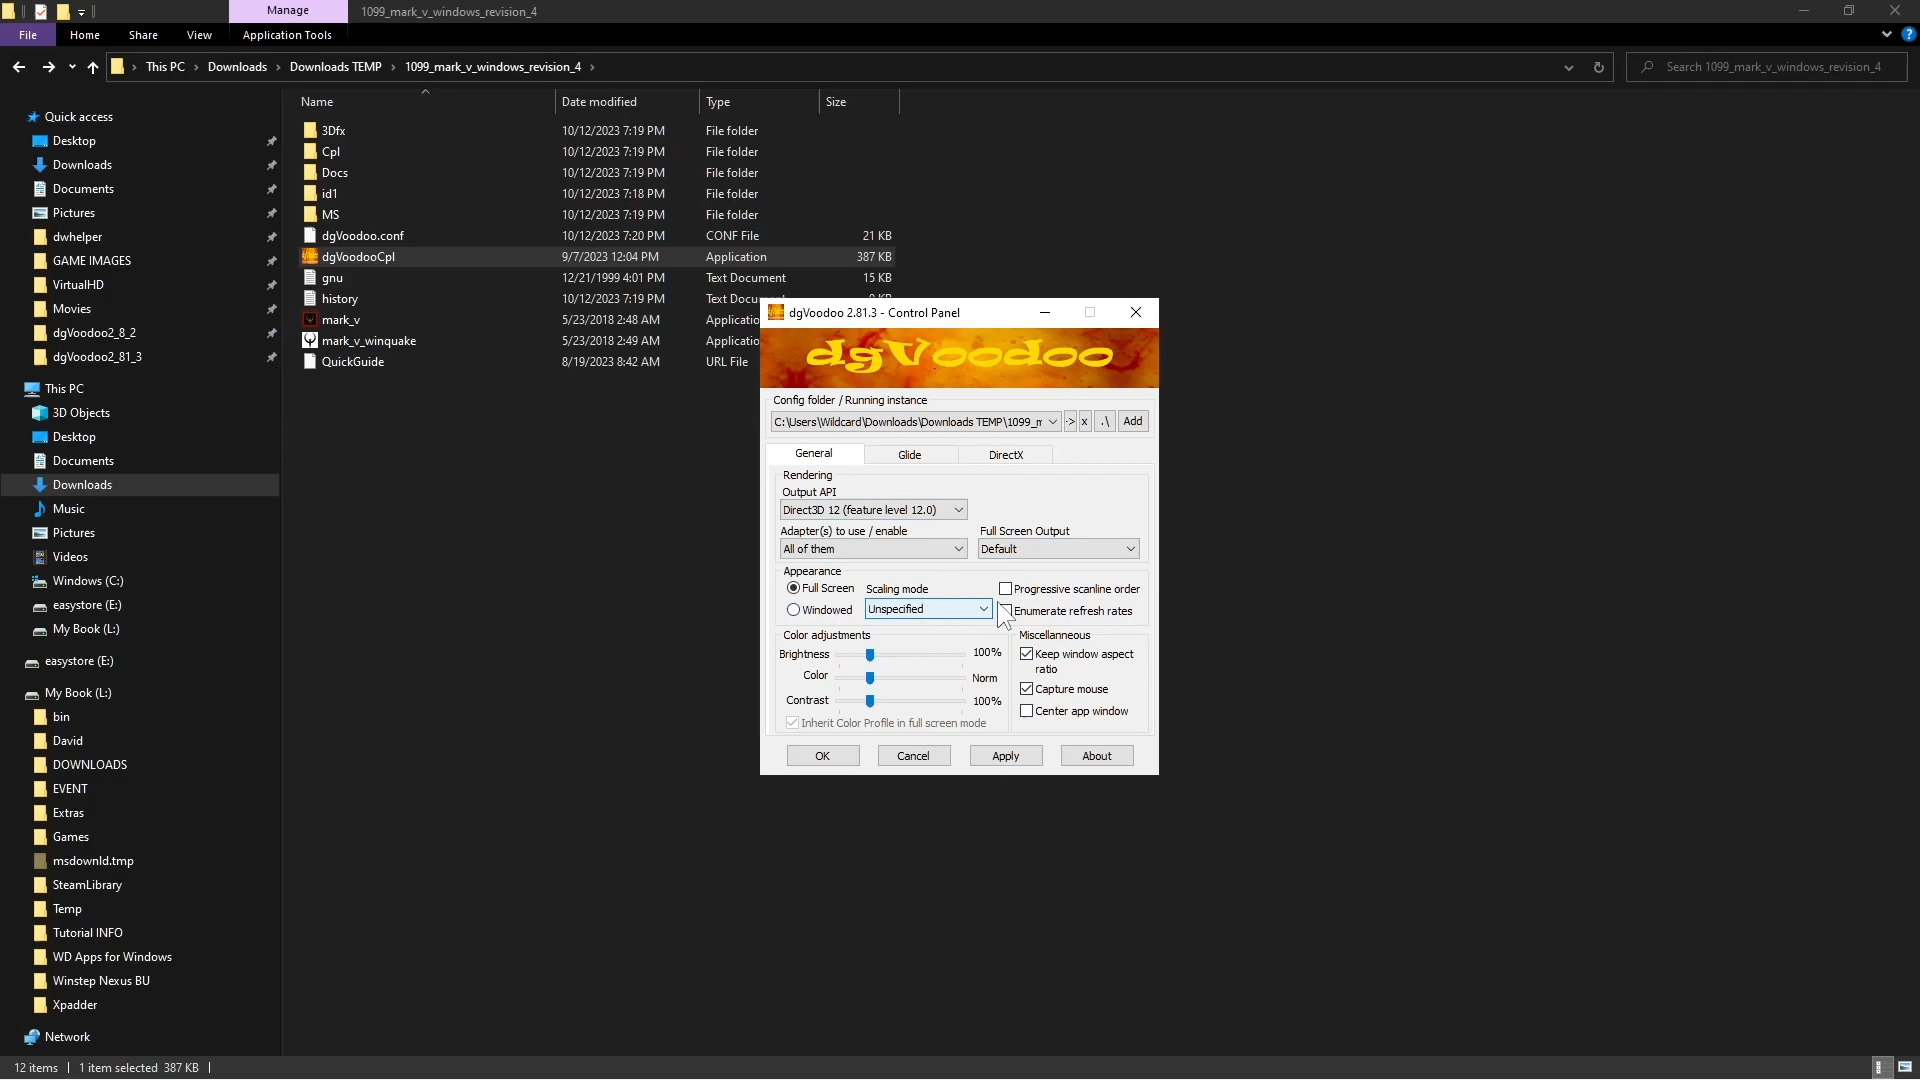 Manage
1099_mark_v_windows_revision_4
File
Home
Share
View
Application Tools
This PC
Downloads
Downloads TEMP
1099_mark_v_windows_revision_4
Search 1099_mark_v_windows_revision_4
Quick access
Desktop
Downloads
Documents
Pictures
dwhelper
GAME IMAGES
VirtualHD
Movies
dgVoodoo2_8_2
dgVoodoo2_81_3
This PC
3D Objects
Desktop
Documents
Downloads
Music
Pictures
Videos
Windows (C:)
easystore (E:)
My Book (L:)
easystore (E:)
My Book (L:)
bin
David
DOWNLOADS
EVENT
Extras
Games
msdownld.tmp
SteamLibrary
Temp
Tutorial INFO
WD Apps for Windows
Winstep Nexus BU
Xpadder
Network
Name Date modified Type Size
3Dfx 10/12/2023 7:19 PM File folder
Cpl 10/12/2023 7:19 PM File folder
Docs 10/12/2023 7:19 PM File folder
id1 10/12/2023 7:18 PM File folder
MS 10/12/2023 7:19 PM File folder
dgVoodoo.conf 10/12/2023 7:20 PM CONF File 21 KB
dgVoodooCpl 9/7/2023 12:04 PM Application 387 KB
gnu 12/21/1999 4:01 PM Text Document 15 KB
history 10/12/2023 7:19 PM Text
mark_v 5/23/2018 2:48 AM Applicatio
mark_v_winquake 5/23/2018 2:49 AM Applicatio
QuickGuide 8/19/2023 8:42 AM URL File
dgVoodoo 2.81.3 - Control Panel
dgVoodoo
Config folder / Running instance
C:\Users\Wildcard\Downloads\Downloads TEMP\1099_m -> x .\ Add
General Glide DirectX
Rendering
Output API
Direct3D 12 (feature level 12.0)
Adapter(s) to use / enable Full Screen Output
All of them Default
Appearance
Full Screen Scaling mode Progressive scanline order
Windowed Unspecified Enumerate refresh rates
Color adjustments Miscellaneous
Brightness 100% Keep window aspect
ratio
Color Norm
Capture mouse
Contrast 100%
Center app window
Inherit Color Profile in full screen mode
OK Cancel Apply About
12 items 1 item selected 387 KB